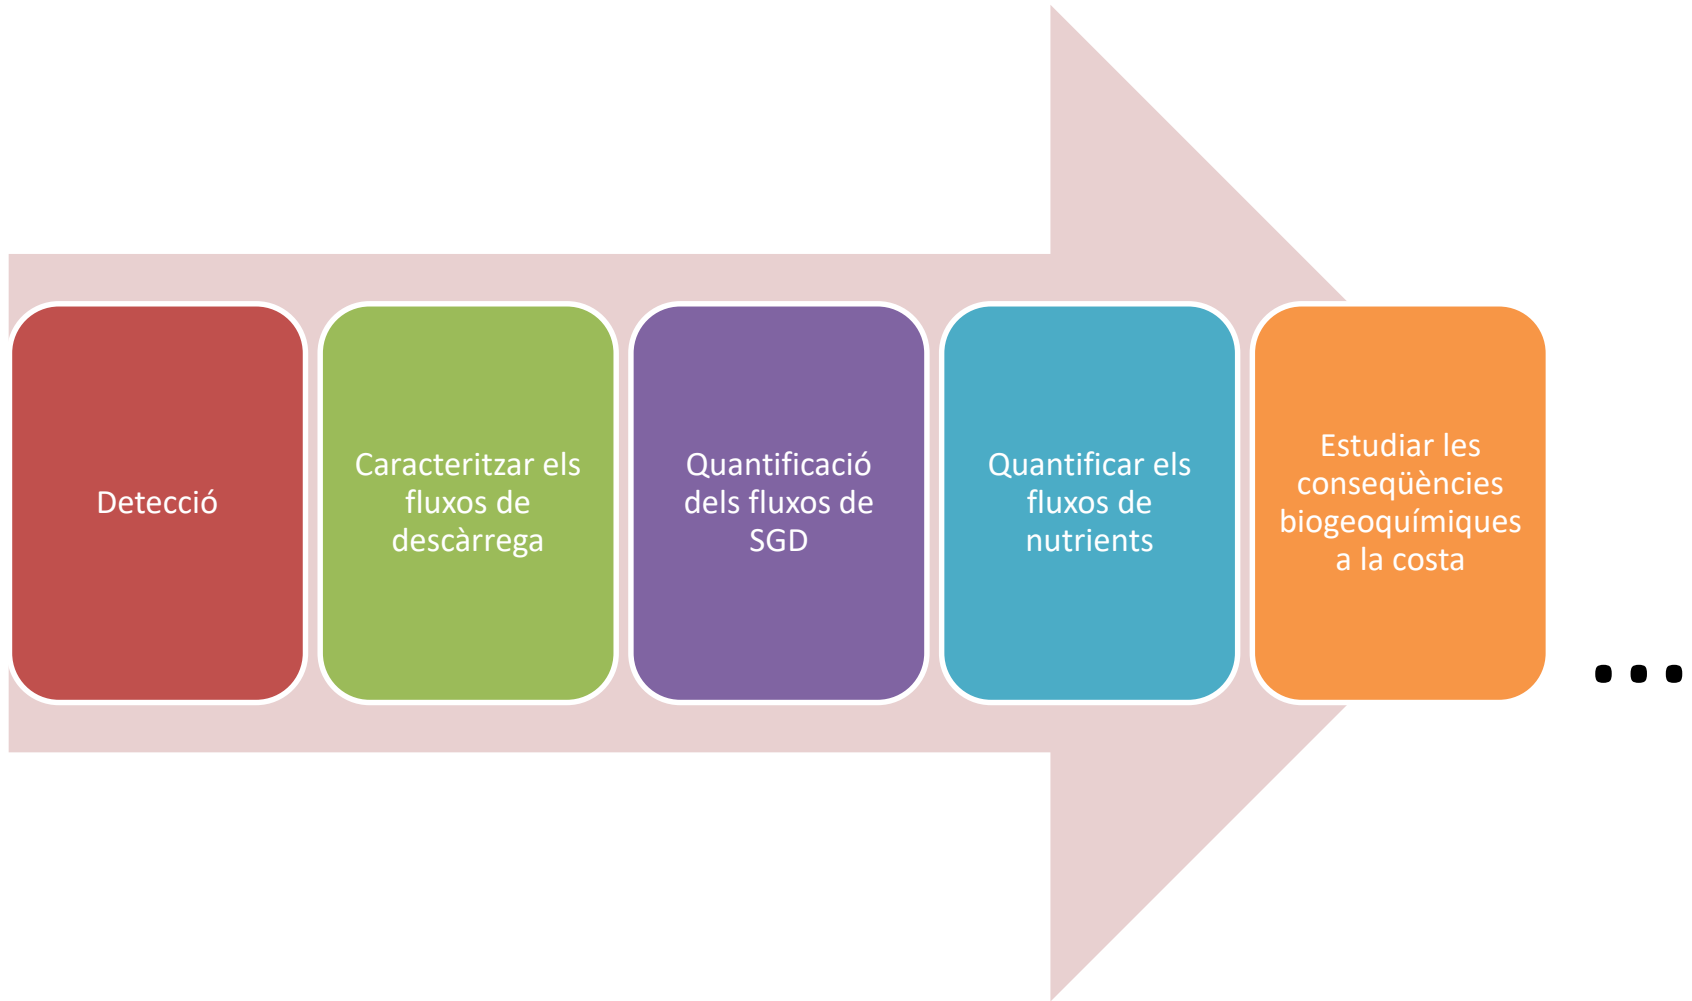 Detecció
Caracteritzar els
fluxos de
descàrrega
Quantificació
dels fluxos de
SGD
Quantificar els
fluxos de
nutrients
Estudiar les
conseqüències
biogeoquímiques
a la costa
...